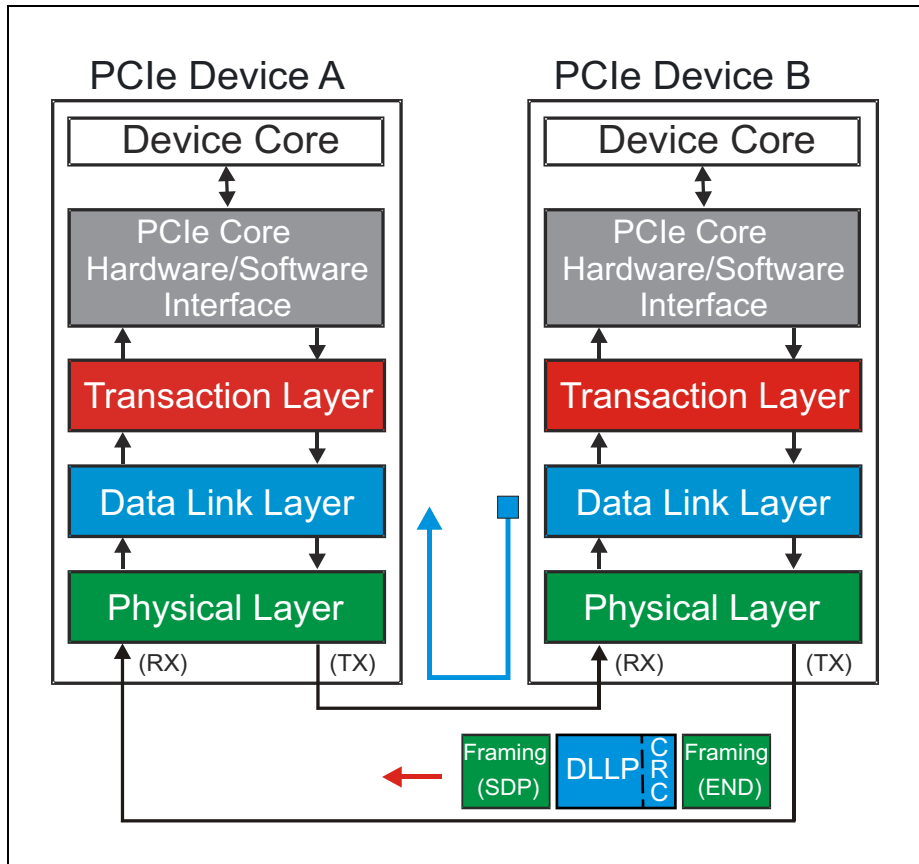 PCIe Device A
Device Core
PCIe Core
Hardware/Software
Interface
Transaction Layer
Data Link Layer
Physical Layer
(RX)
(TX)
PCIe Device B
Device Core
PCIe Core
Hardware/Software
Interface
Transaction Layer
Data Link Layer
Physical Layer
(RX)
(TX)
Framing
(SDP)
DLLP
C
R
C
Framing
(END)